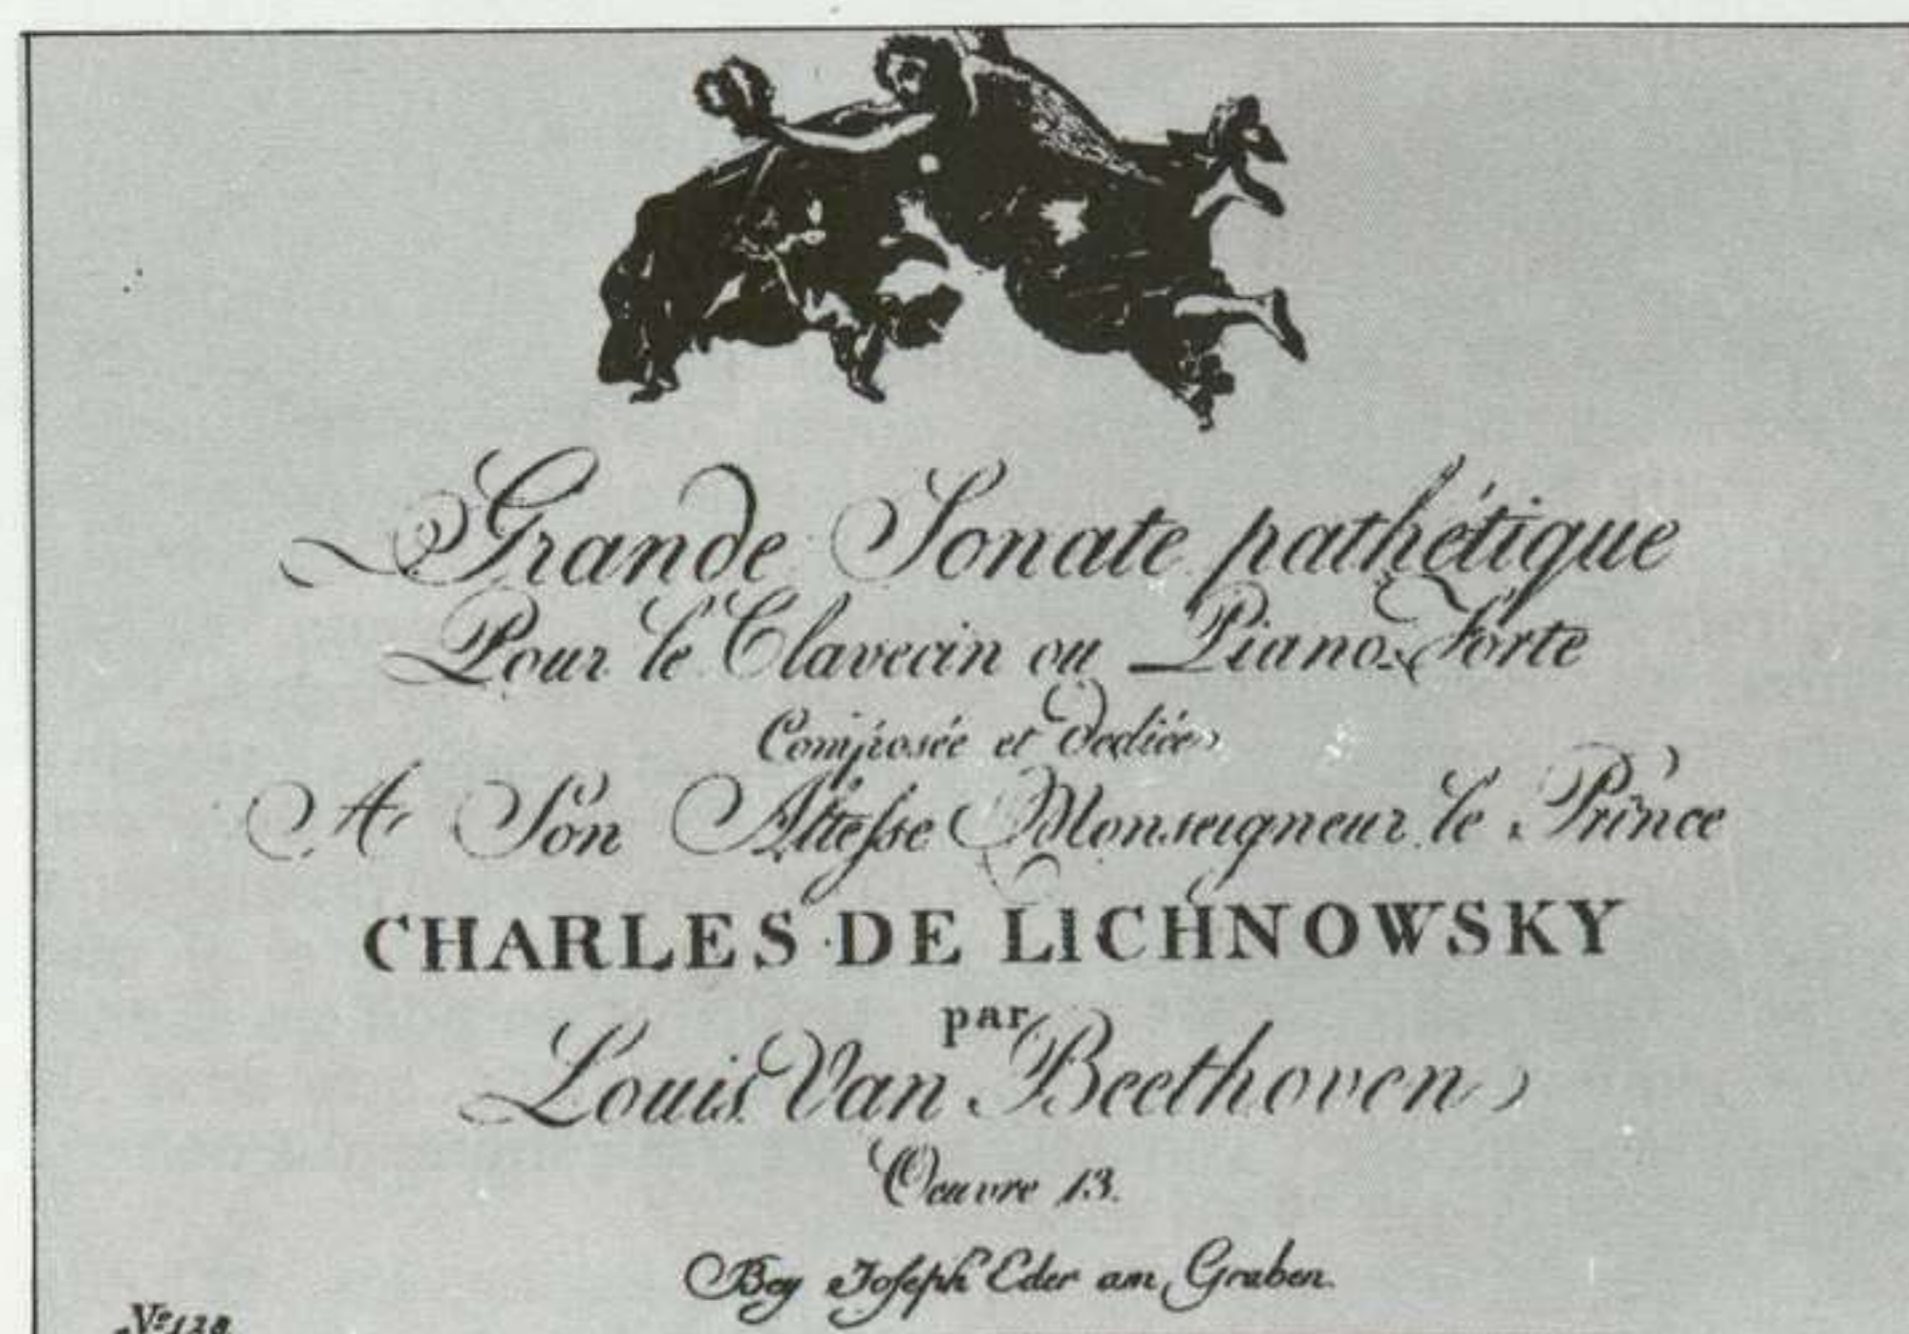 Grande Sonate pathétique
Pour le Clavecin ou Piano-Forte
Composée et dediée
A Son Altesse Monseigneur le Prince
CHARLES DE LICHNOWSKY
par
Louis Van Beethoven
Oeuvre 13.
Bey Joseph Eder am Graben.